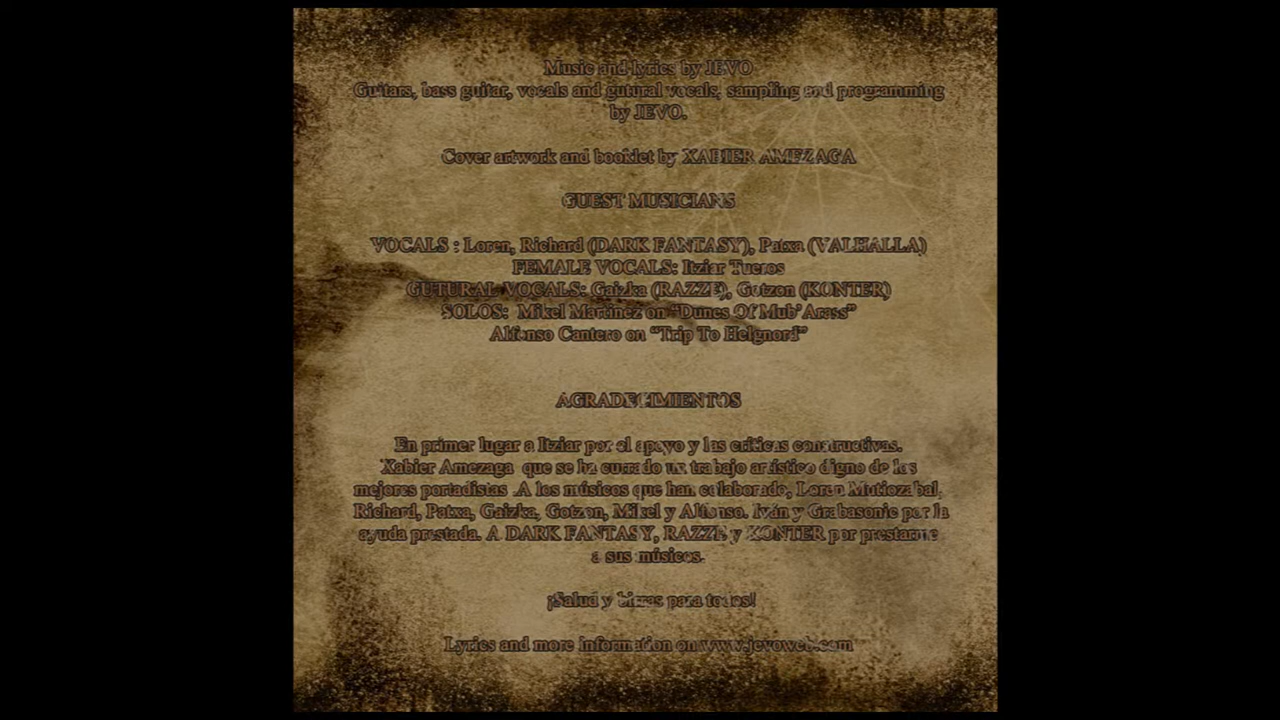 Music and lyrics by JEVO
Guitars, bass guitar, vocals and gutural vocals, sampling and programming
by JEVO.
Cover artwork and booklet by XABIER AMEZAGA
GUEST MUSICIANS
VOCALS : Loren, Richard (DARK FANTASY), Patxa (VALHALLA)
FEMALE VOCALS: Itziar Tueros
GUTURAL VOCALS: Gaizka (RAZZE), Gotzon (KONTER)
SOLOS: Mikel Martinez on “Dunes Of Mub’Arass”
Alfonso Cantero on “Trip To Helgnord”
AGRADECIMIENTOS
En primer lugar a Itziar por el apoyo y las críticas constructivas.
Xabier Amezaga que se ha currado un trabajo artístico digno de los
mejores portadistas .A los músicos que han colaborado, Loren Mutiozabal,
Richard, Patxa, Gaizka, Gotzon, Mikel y Alfonso. Iván y Grabasonic por la
ayuda prestada. A DARK FANTASY, RAZZE y KONTER por prestarme
a sus músicos.
¡Salud y birras para todos!
Lyrics and more information on www.jevoweb.com